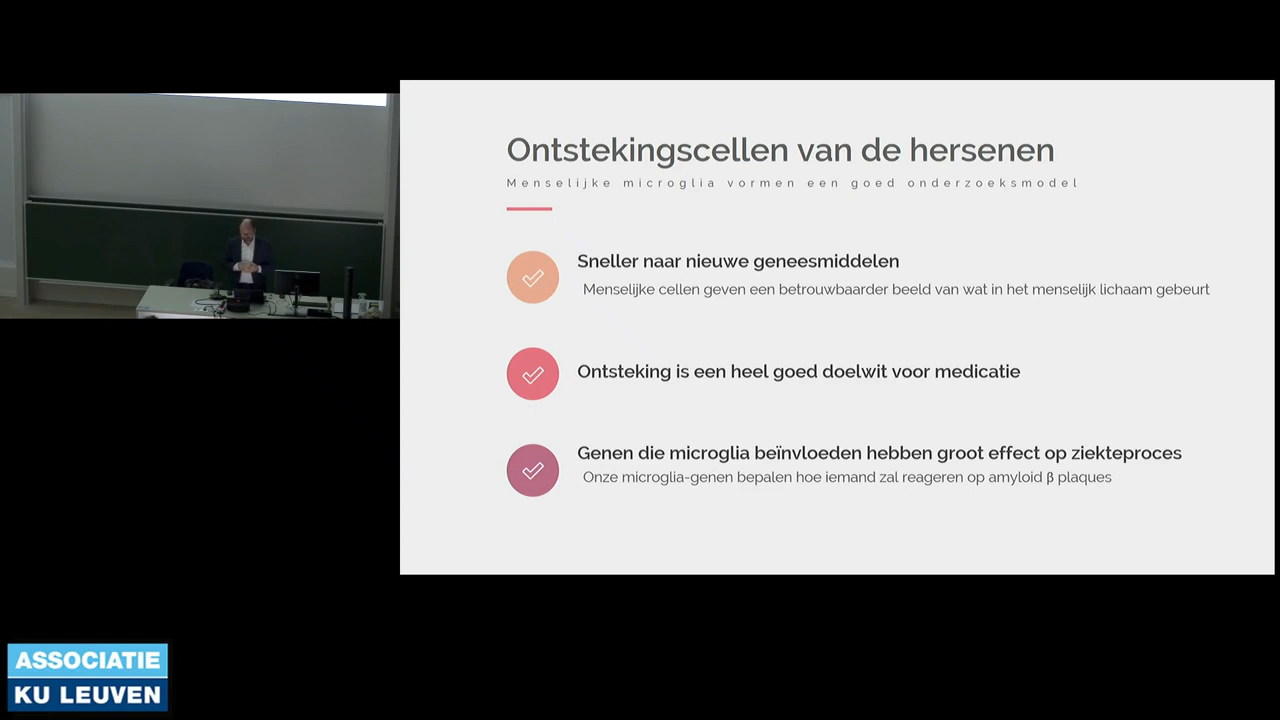 Ontstekingscellen van de hersenen
Menselijke microglia vormen een goed onderzoeksmodel
Sneller naar nieuwe geneesmiddelen
Menselijke cellen geven een betrouwbaarder beeld van wat in het menselijk lichaam gebeurt
Ontsteking is een heel goed doelwit voor medicatie
Genen die microglia beïnvloeden hebben groot effect op ziekteproces
Onze microglia-genen bepalen hoe iemand zal reageren op amyloid β plaques
ASSOCIATIE
KU LEUVEN